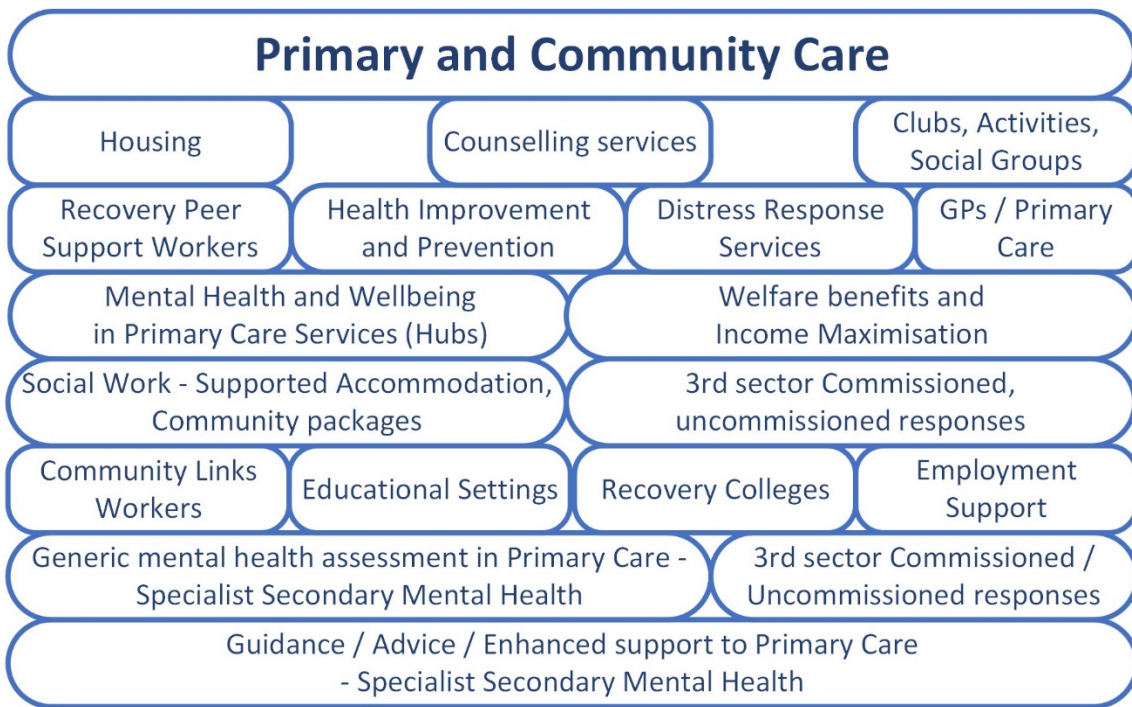 Primary and Community Care
Housing
Counselling services
Clubs, Activities,
Social Groups
Recovery Peer
Support Workers
Health Improvement
and Prevention
Distress Response
Services
GPs / Primary
Care
Mental Health and Wellbeing
in Primary Care Services (Hubs)
Welfare benefits and
Income Maximisation
Social Work - Supported Accommodation,
Community packages
3rd sector Commissioned,
uncommissioned responses
Community Links
Workers
Educational Settings
Recovery Colleges
Employment
Support
Generic mental health assessment in Primary Care -
Specialist Secondary Mental Health
3rd sector Commissioned /
Uncommissioned responses
Guidance / Advice / Enhanced support to Primary Care
- Specialist Secondary Mental Health